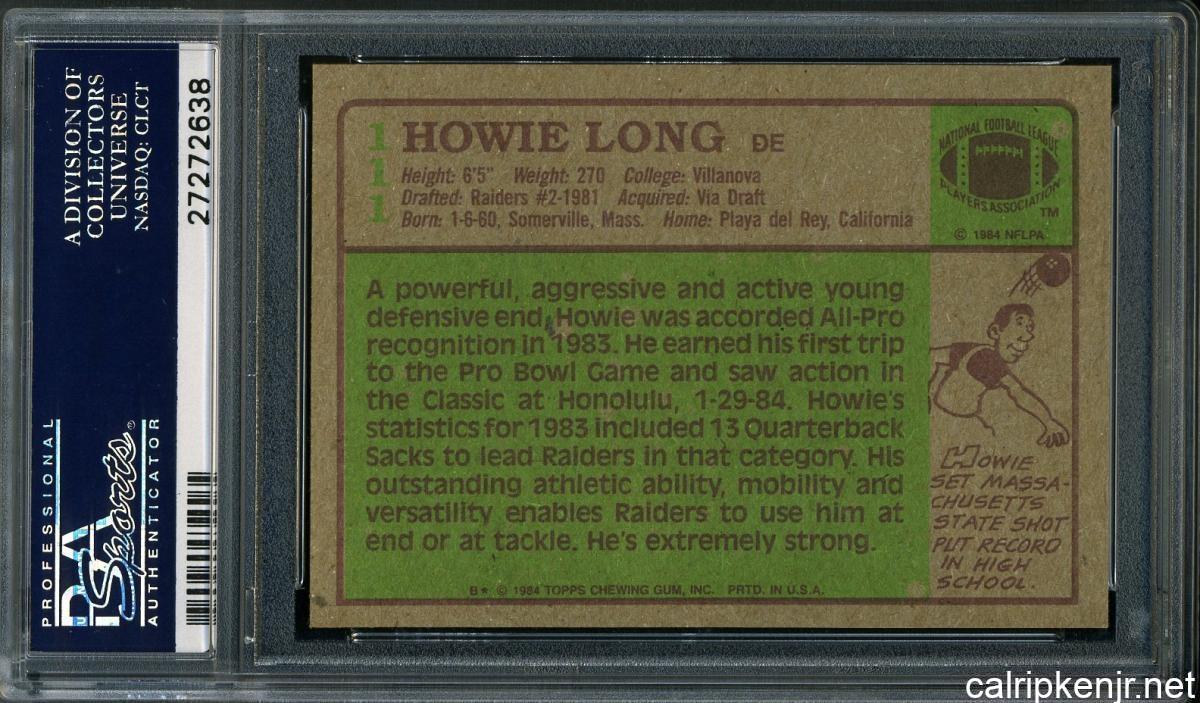 A DIVISION OF
COLLECTORS
UNIVERSE
NASDAQ: CLCT
27272638
PROFESSIONAL
PSA
Sports®
AUTHENTICATOR
111 HOWIE LONG DE
Height: 6'5" Weight: 270 College: Villanova
Drafted: Raiders #2-1981 Acquired: Via Draft
Born: 1-6-60, Somerville, Mass. Home: Playa del Rey, California
NATIONAL FOOTBALL LEAGUE
PLAYERS ASSOCIATION
TM
© 1984 NFLPA
A powerful, aggressive and active young
defensive end, Howie was accorded All-Pro
recognition in 1983. He earned his first trip
to the Pro Bowl Game and saw action in
the Classic at Honolulu, 1-29-84. Howie's
statistics for 1983 included 13 Quarterback
Sacks to lead Raiders in that category. His
outstanding athletic ability, mobility and
versatility enables Raiders to use him at
end or at tackle. He's extremely strong.
B* © 1984 TOPPS CHEWING GUM, INC. PRTD. IN U.S.A.
HOWIE
SET MASSA-
CHUSETTS
STATE SHOT
PUT RECORD
IN HIGH
SCHOOL.
calripkenjr.net